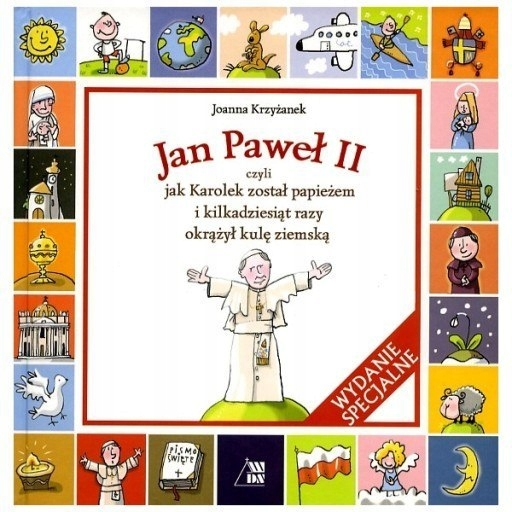 Joanna Krzyżanek
Jan Paweł II
czyli
jak Karolek został papieżem
i kilkadziesiąt razy
okrążył kulę ziemską
WYDANIE
SPECJALNE
PISMO
ŚWIĘTE
WDN